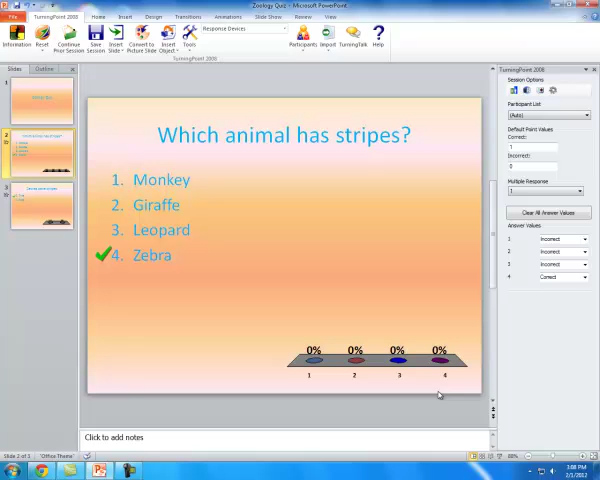 Zoology Quiz - Microsoft PowerPoint
File
TurningPoint 2008
Home
Insert
Design
Transitions
Animations
Slide Show
Review
View
Information
Reset
Continue Prior Session
Save Session
Insert Slide
Convert to Picture Slide
Insert Object
Tools
Response Devices
Participants
Import
TurningTalk
Help
TurningPoint 2008
Slides
Outline
1
2
3
Which animal has stripes?
1. Monkey
2. Giraffe
3. Leopard
4. Zebra
0% 0% 0% 0%
1 2 3 4
Click to add notes
TurningPoint 2008
Session Options
Participant List
(Auto)
Default Point Values
Correct:
1
Incorrect:
0
Multiple Response
1
Clear All Answer Values
Answer Values
1 Incorrect
2 Incorrect
3 Incorrect
4 Correct
Slide 2 of 3
"Office Theme"
88%
3:08 PM
2/1/2012